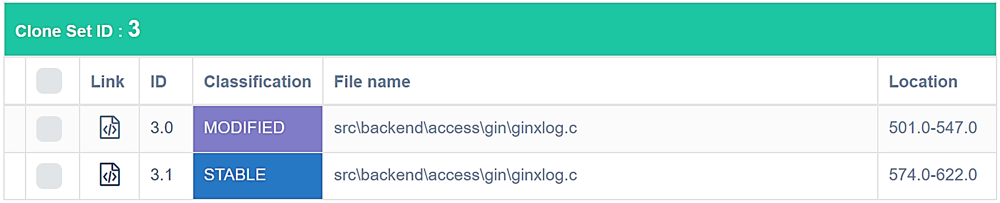 Clone Set ID : 3
Link ID Classification File name Location
3.0 MODIFIED src\backend\access\gin\ginxlog.c 501.0-547.0
3.1 STABLE src\backend\access\gin\ginxlog.c 574.0-622.0